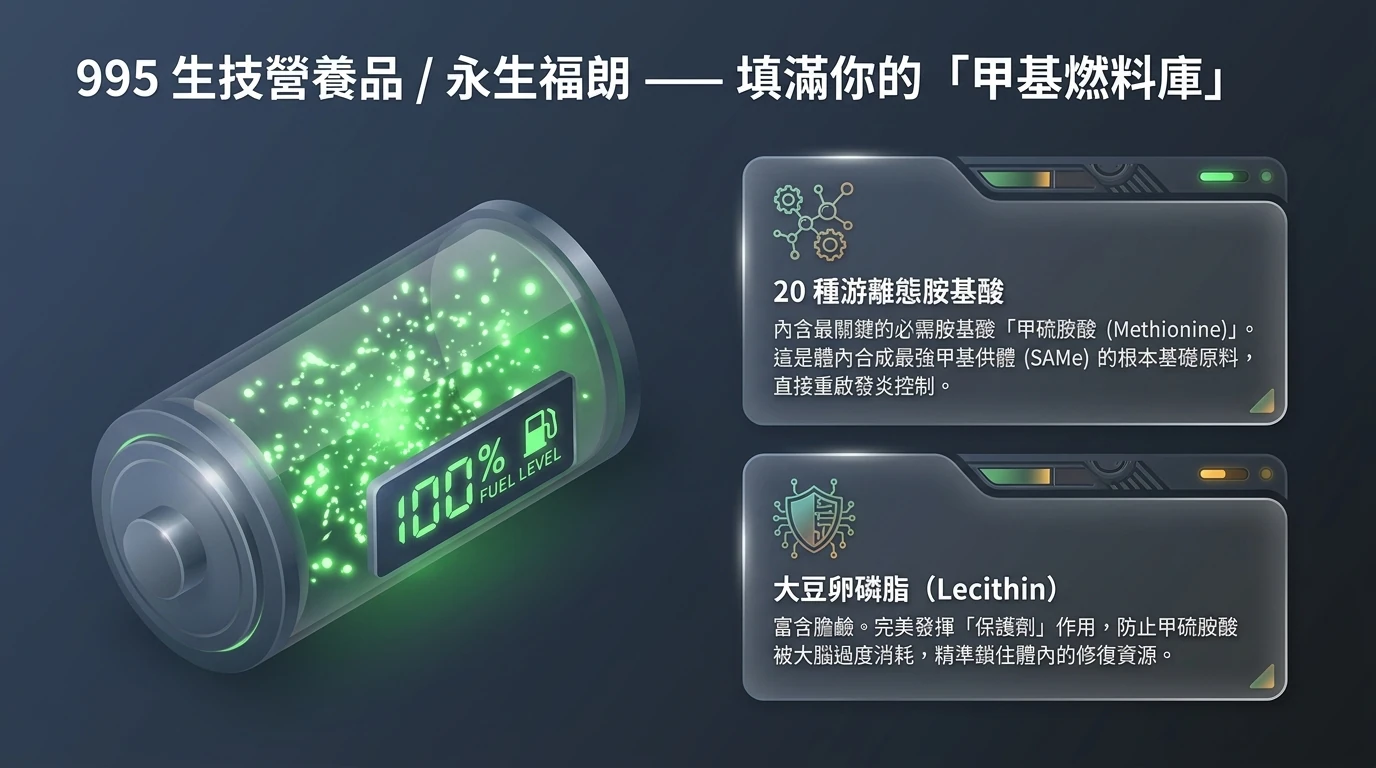 995 生技營養品 / 永生福朗 —— 填滿你的「甲基燃料庫」
100%
FUEL LEVEL
20 種游離態胺基酸
內含最關鍵的必需胺基酸「甲硫胺酸 (Methionine)」。
這是體內合成最強甲基供體 (SAMe) 的根本基礎原料，
直接重啟發炎控制。
大豆卵磷脂（Lecithin）
富含膽鹼。完美發揮「保護劑」作用，防止甲硫胺酸
被大腦過度消耗，精準鎖住體內的修復資源。